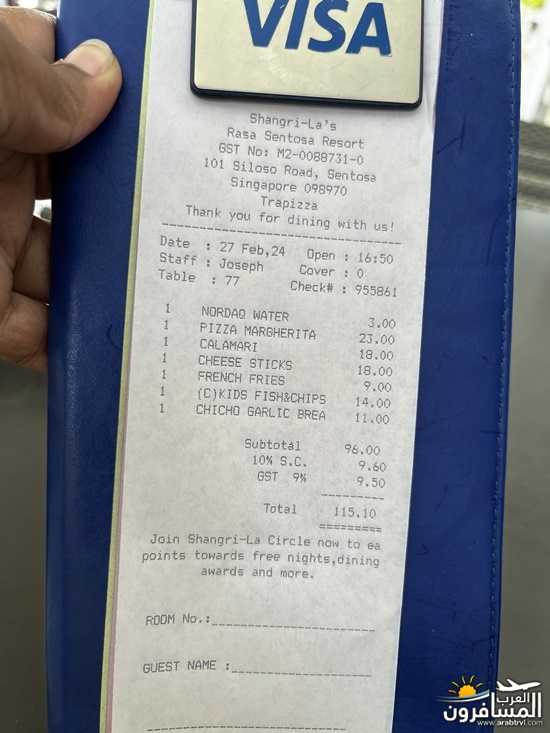 VISA
Shangri-La's
Rasa Sentosa Resort
GST No: M2-0088731-0
101 Siloso Road, Sentosa
Singapore 098970
Trapizza
Thank you for dining with us!
Date : 27 Feb,24 Open : 16:50
Staff : Joseph Cover : 0
Table : 77 Check# : 955861
1 NORDAQ WATER 3.00
1 PIZZA MARGHERITA 23.00
1 CALAMARI 18.00
1 CHEESE STICKS 18.00
1 FRENCH FRIES 9.00
1 (C)KIDS FISH&CHIPS 14.00
1 CHICHO GARLIC BREA 11.00
Subtotal 96.00
10% S.C. 9.60
GST 9% 9.50
Total 115.10
Join Shangri-La Circle now to ea
points towards free nights,dining
awards and more.
ROOM No.:
GUEST NAME :
العرب
المسافرون
www.arabtrvl.com